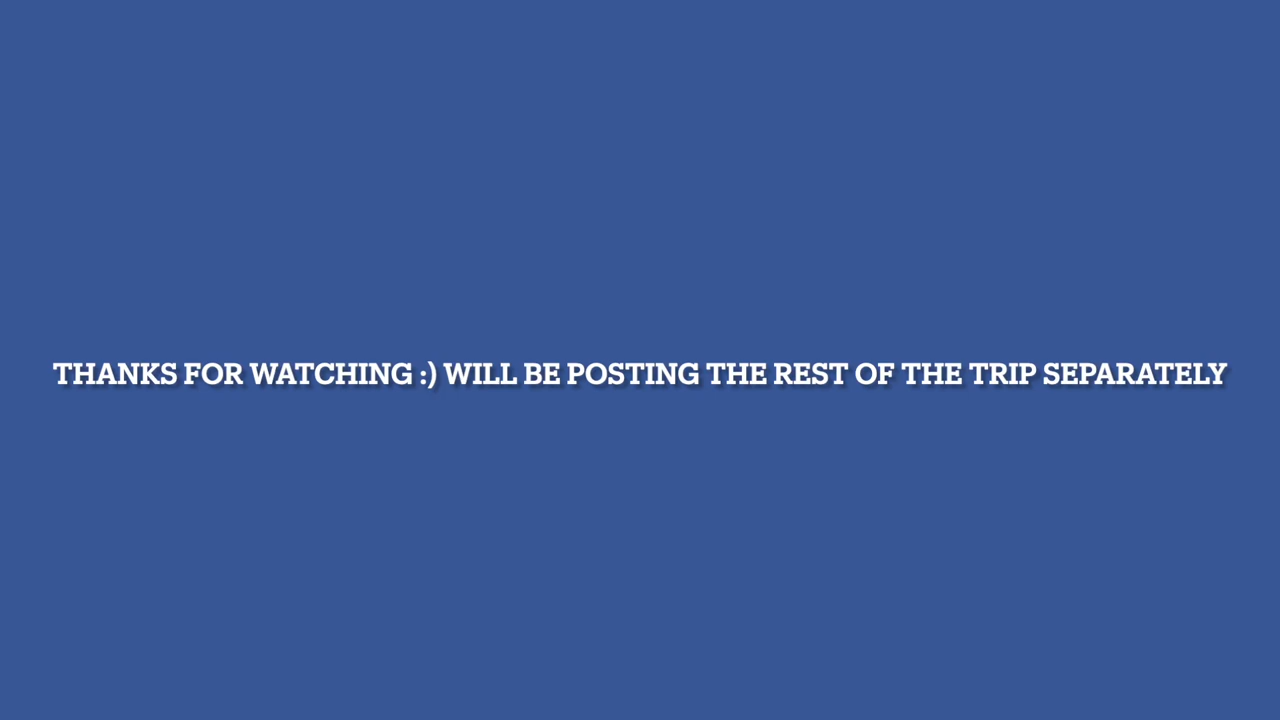 THANKS FOR WATCHING :) WILL BE POSTING THE REST OF THE TRIP SEPARATELY